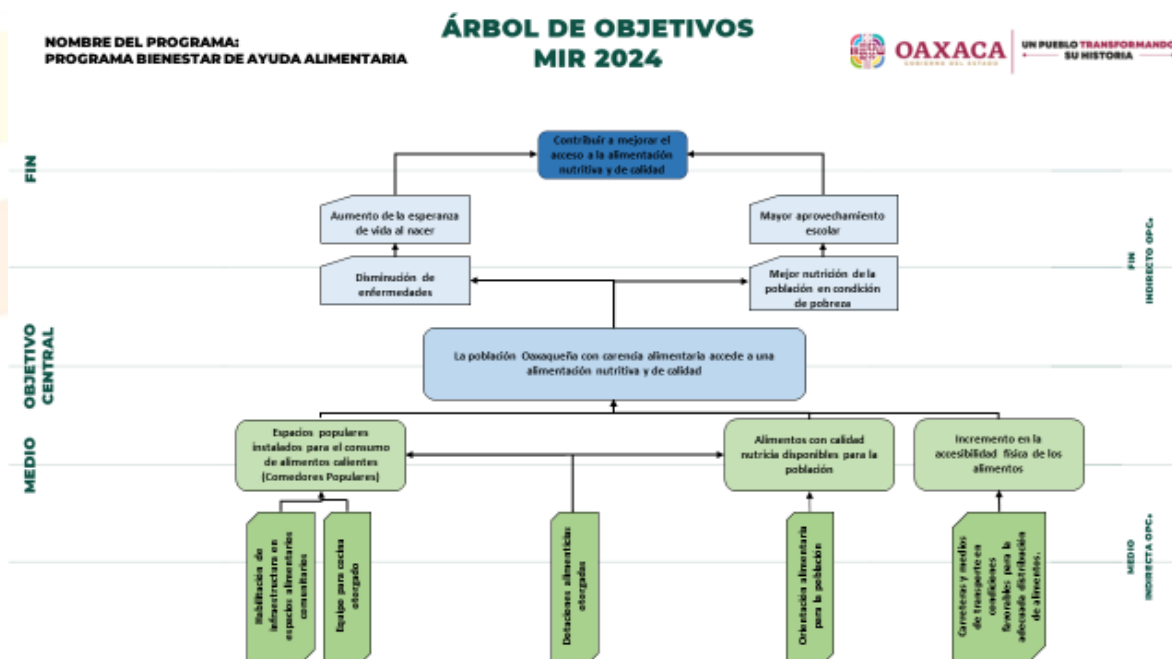 ÁRBOL DE OBJETIVOS
MIR 2024
NOMBRE DEL PROGRAMA:
PROGRAMA BIENESTAR DE AYUDA ALIMENTARIA
OAXACA
GOBIERNO DEL ESTADO
UN PUEBLO TRANSFORMANDO
SU HISTORIA
FIN
Contribuir a mejorar el
acceso a la alimentación
nutritiva y de calidad
Aumento de la esperanza
de vida al nacer
Mayor aprovechamiento
escolar
Disminución de
enfermedades
Mejor nutrición de la
población en condición
de pobreza
FIN
INDIRECTO OPC.
OBJETIVO
CENTRAL
La población Oaxaqueña con carencia alimentaria accede a una
alimentación nutritiva y de calidad
MEDIO
Espacios populares
instalados para el consumo
de alimentos calientes
(Comedores Populares)
Alimentos con calidad
nutricia disponibles para la
población
Incremento en la
accesibilidad física de los
alimentos
Habilitación de
infraestructura en
espacios alimentarios
comunitarios
Equipo para cocina
otorgado
Dotaciones alimenticias
otorgadas
Orientación alimentaria
para la población
Carreteras y medios
de transporte en
condiciones
favorables para la
adecuada distribución
de alimentos.
MEDIO
INDIRECTA OPC.